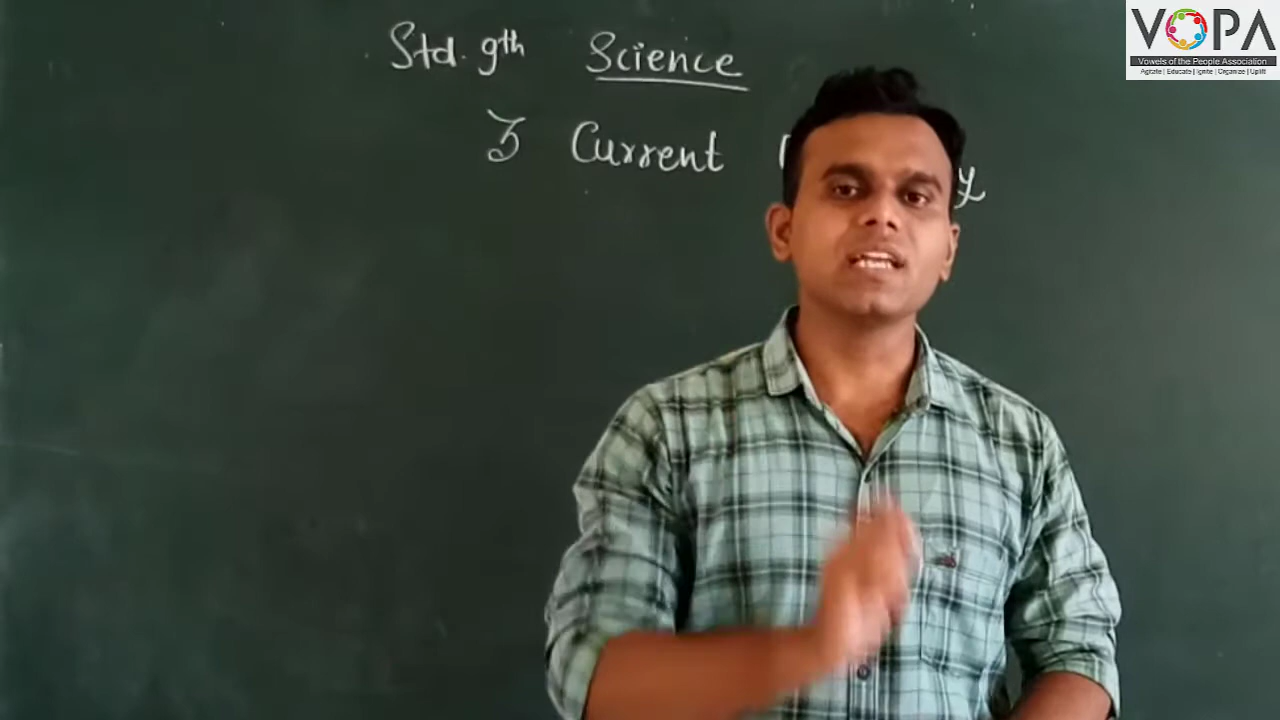 Std. 9th Science
3 Current
VOPA
Vowels of the People Association
Agitate | Educate | Ignite | Organize | Uplift